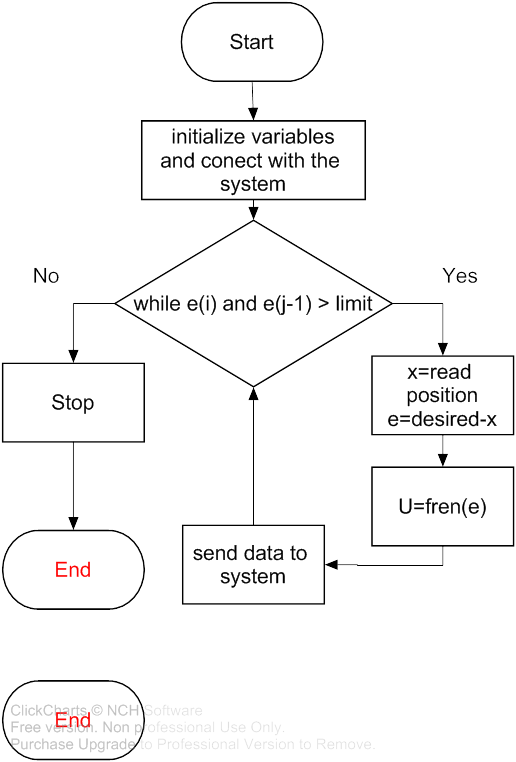 Start
initialize variables
and conect with the
system
No
Yes
while e(i) and e(j-1) > limit
x=read
position
e=desired-x
Stop
U=fren(e)
send data to
system
End
End
ClickCharts © NCH Software
Free version. Non professional Use Only.
Purchase Upgrade to Professional Version to Remove.